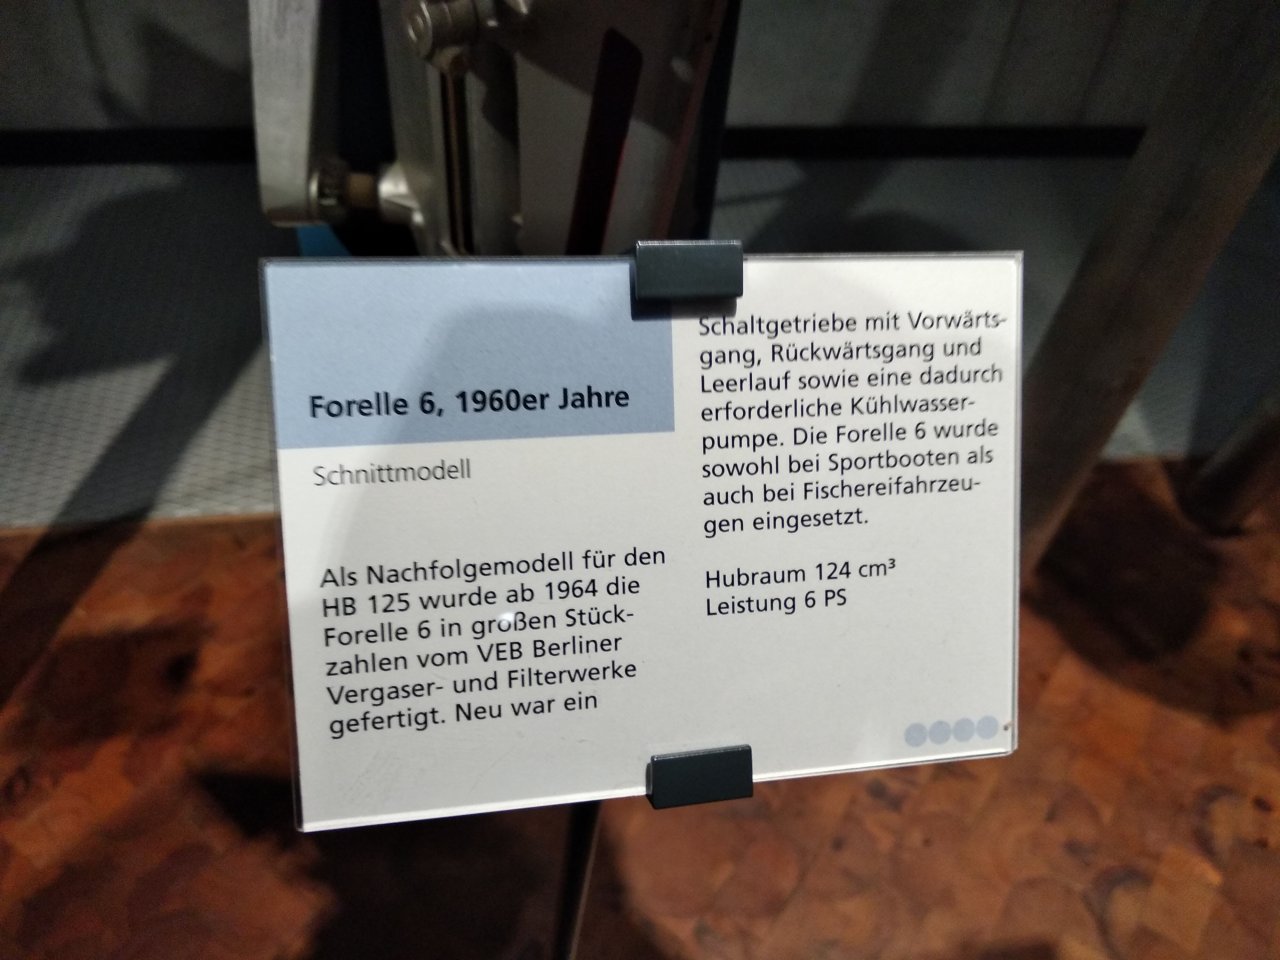 Forelle 6, 1960er Jahre
Schnittmodell
Als Nachfolgemodell für den
HB 125 wurde ab 1964 die
Forelle 6 in großen Stück-
zahlen vom VEB Berliner
Vergaser- und Filterwerke
gefertigt. Neu war ein
Schaltgetriebe mit Vorwärts-
gang, Rückwärtsgang und
Leerlauf sowie eine dadurch
erforderliche Kühlwasser-
pumpe. Die Forelle 6 wurde
sowohl bei Sportbooten als
auch bei Fischereifahrzeu-
gen eingesetzt.
Hubraum 124 cm³
Leistung 6 PS